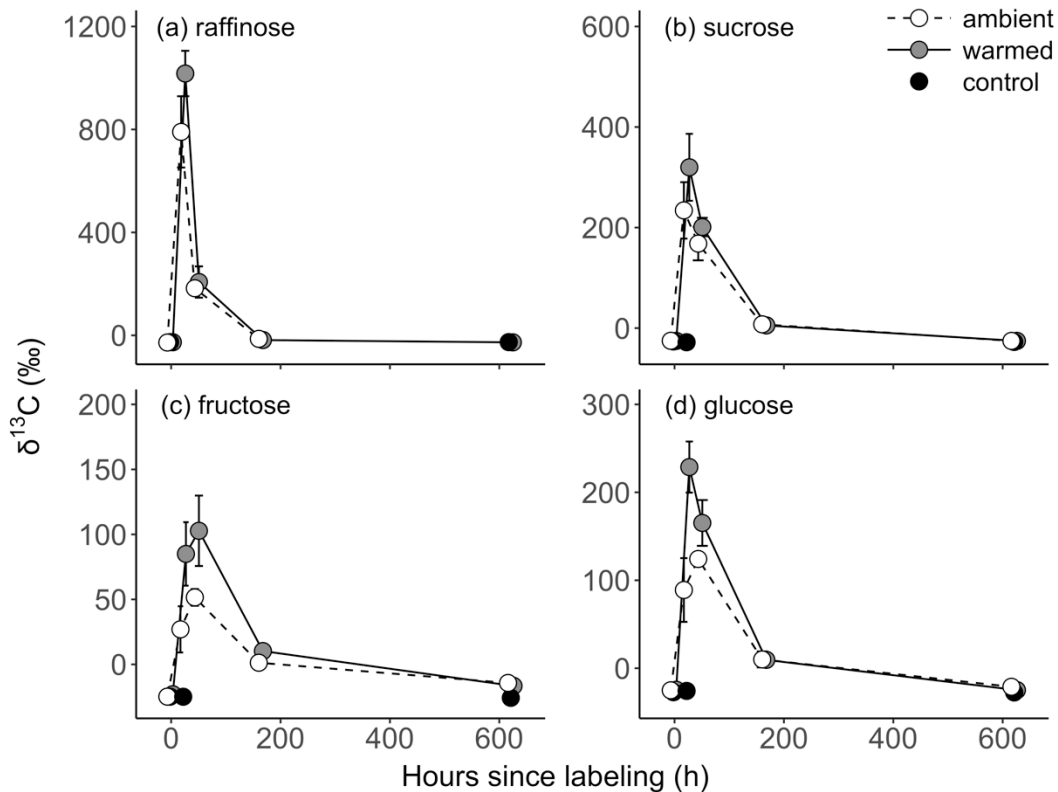 (a) raffinose
1200
800
400
0
(b) sucrose
600
400
200
0
ambient
warmed
control
(c) fructose
200
150
100
50
0
0 200 400 600
(d) glucose
300
200
100
0
0 200 400 600
δ¹³C (‰)
Hours since labeling (h)